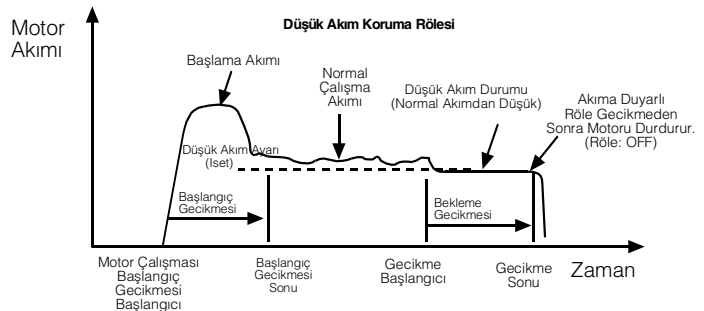 Düşük Akım Koruma Rölesi
Motor
Akımı
Başlama Akımı
Normal
Çalışma
Akımı
Düşük Akım Durumu
(Normal Akımdan Düşük)
Akıma Duyarlı
Röle Gecikmeden
Sonra Motoru Durdurur.
(Röle: OFF)
Düşük Akım Ayarı
(Iset)
Başlangıç
Gecikmesi
Bekleme
Gecikmesi
Motor Çalışması
Başlangıç
Gecikmesi
Başlangıcı
Başlangıç
Gecikmesi
Sonu
Gecikme
Başlangıcı
Gecikme
Sonu
Zaman